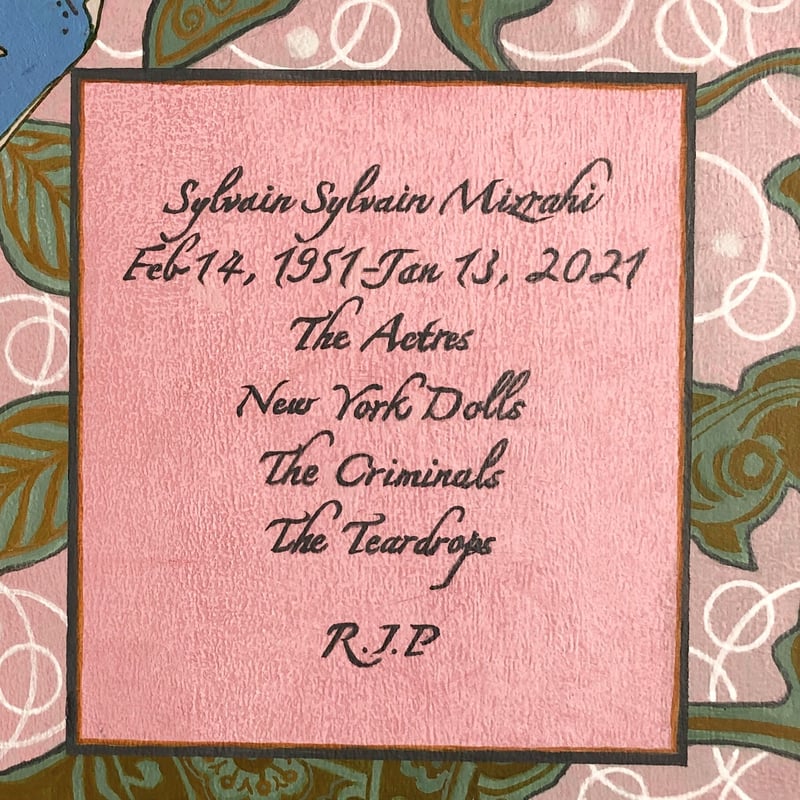 Sylvain Sylvain Mizrahi
Feb 14, 1951-Jan 13, 2021
The Actres
New York Dolls
The Criminals
The Teardrops
R.I.P